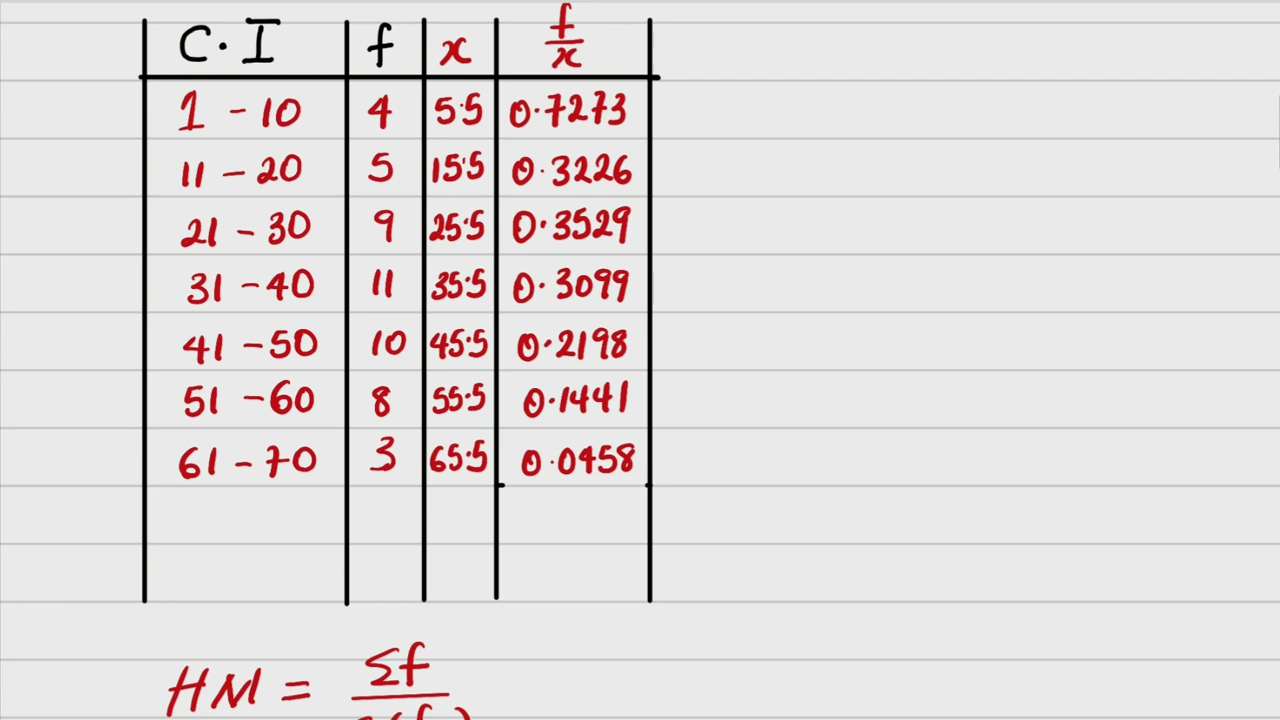 C·I f x f/x
1 - 10 4 5·5 0·7273
11 - 20 5 15·5 0·3226
21 - 30 9 25·5 0·3529
31 - 40 11 35·5 0·3099
41 - 50 10 45·5 0·2198
51 - 60 8 55·5 0·1441
61 - 70 3 65·5 0·0458
HM = Σf